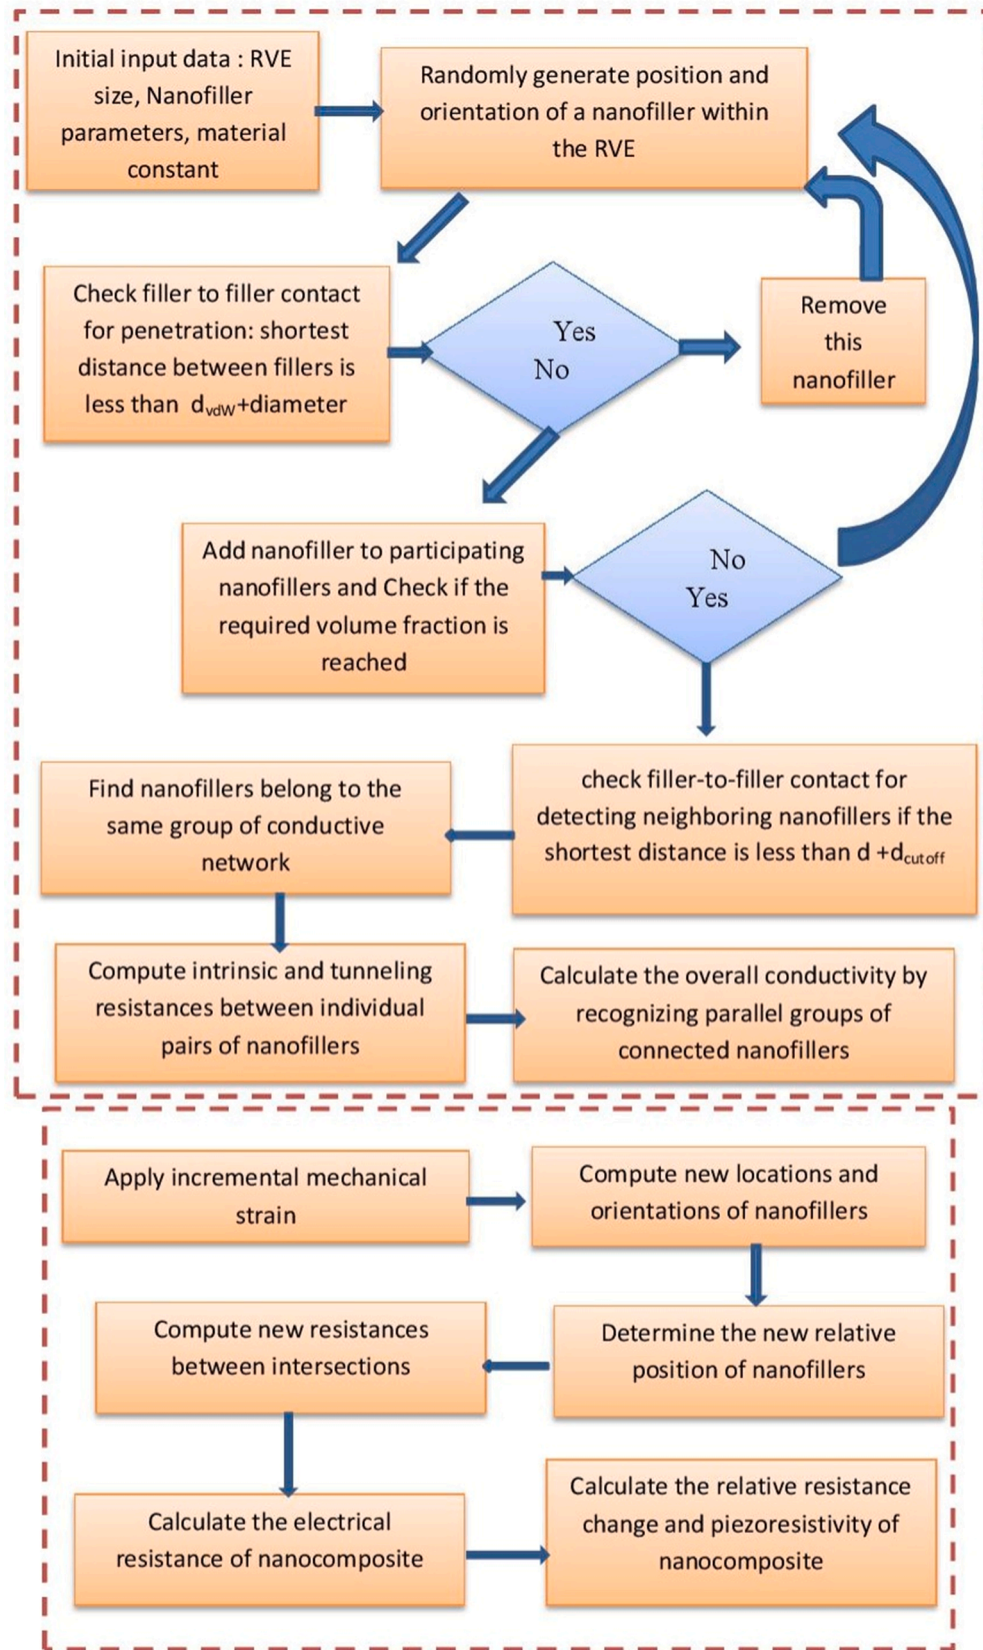 Initial input data : RVE
size, Nanofiller
parameters, material
constant
Randomly generate position and
orientation of a nanofiller within
the RVE
Check filler to filler contact
for penetration: shortest
distance between fillers is
less than d_vdW+diameter
Yes
No
Remove
this
nanofiller
Add nanofiller to participating
nanofillers and Check if the
required volume fraction is
reached
No
Yes
check filler-to-filler contact for
detecting neighboring nanofillers if the
shortest distance is less than d +d_cutoff
Find nanofillers belong to the
same group of conductive
network
Compute intrinsic and tunneling
resistances between individual
pairs of nanofillers
Calculate the overall conductivity by
recognizing parallel groups of
connected nanofillers
Apply incremental mechanical
strain
Compute new locations and
orientations of nanofillers
Determine the new relative
position of nanofillers
Compute new resistances
between intersections
Calculate the electrical
resistance of nanocomposite
Calculate the relative resistance
change and piezoresistivity of
nanocomposite